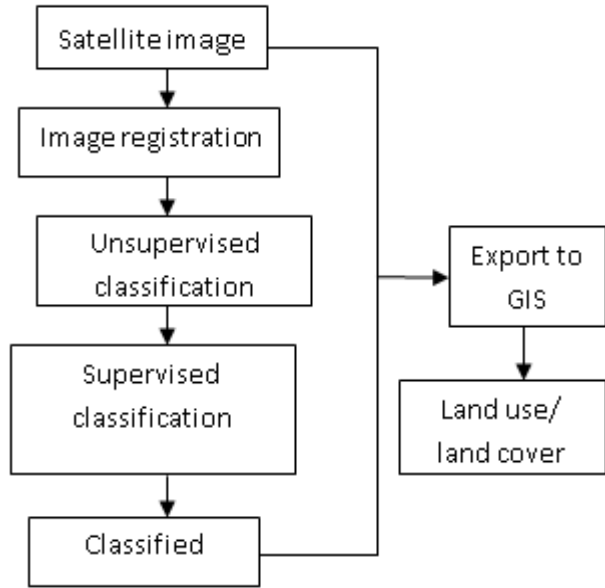 Satellite image
Image registration
Unsupervised
classification
Supervised
classification
Classified
Export to
GIS
Land use/
land cover